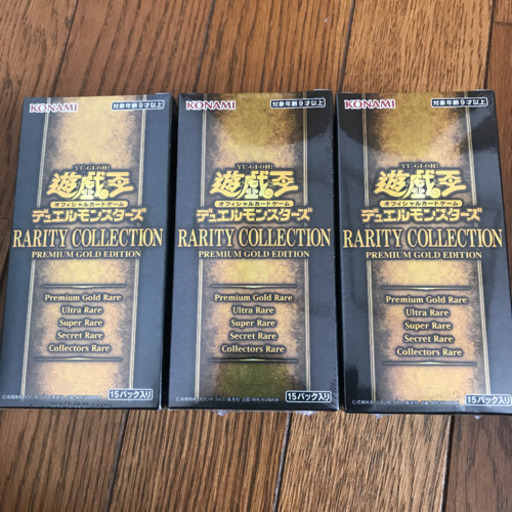 KONAMI
対象年齢9才以上
YU-GI-OH!
遊戯王
オフィシャルカードゲーム
デュエルモンスターズ
RARITY COLLECTION
PREMIUM GOLD EDITION
Premium Gold Rare
Ultra Rare
Super Rare
Secret Rare
Collectors Rare
15パック入り
KONAMI
対象年齢9才以上
YU-GI-OH!
遊戯王
オフィシャルカードゲーム
デュエルモンスターズ
RARITY COLLECTION
PREMIUM GOLD EDITION
Premium Gold Rare
Ultra Rare
Super Rare
Secret Rare
Collectors Rare
15パック入り
KONAMI
対象年齢9才以上
YU-GI-OH!
遊戯王
オフィシャルカードゲーム
デュエルモンスターズ
RARITY COLLECTION
PREMIUM GOLD EDITION
Premium Gold Rare
Ultra Rare
Super Rare
Secret Rare
Collectors Rare
15パック入り